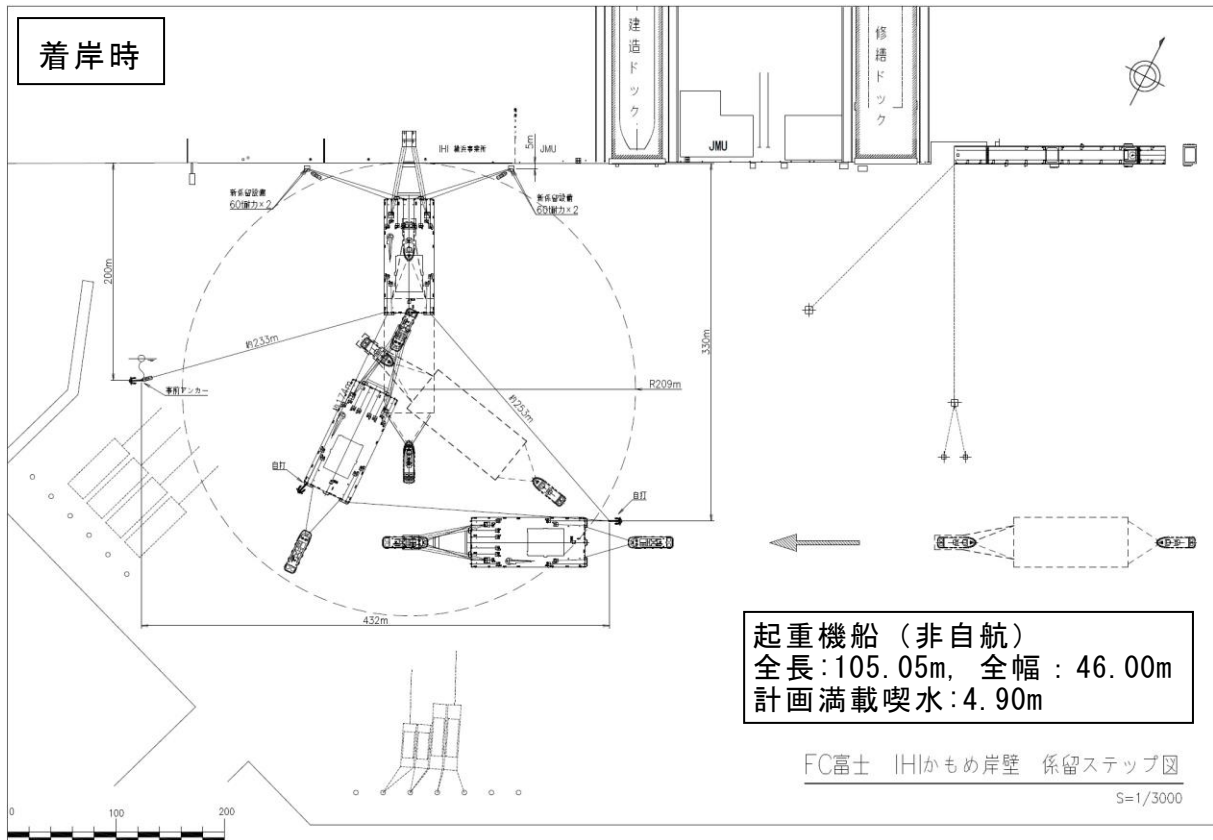 着岸時
建造ドック
修繕ドック
JMU
IHI 横浜事業所
JMU
5m
新係留設備
60t耐力×2
新係留設備
60t耐力×2
200m
約233m
事前アンカー
330m
R209m
約253m
自打
自打
432m
起重機船（非自航）
全長:105.05m, 全幅：46.00m
計画満載喫水:4.90m
FC富士 IHIかもめ岸壁 係留ステップ図
S=1/3000
0 100 200